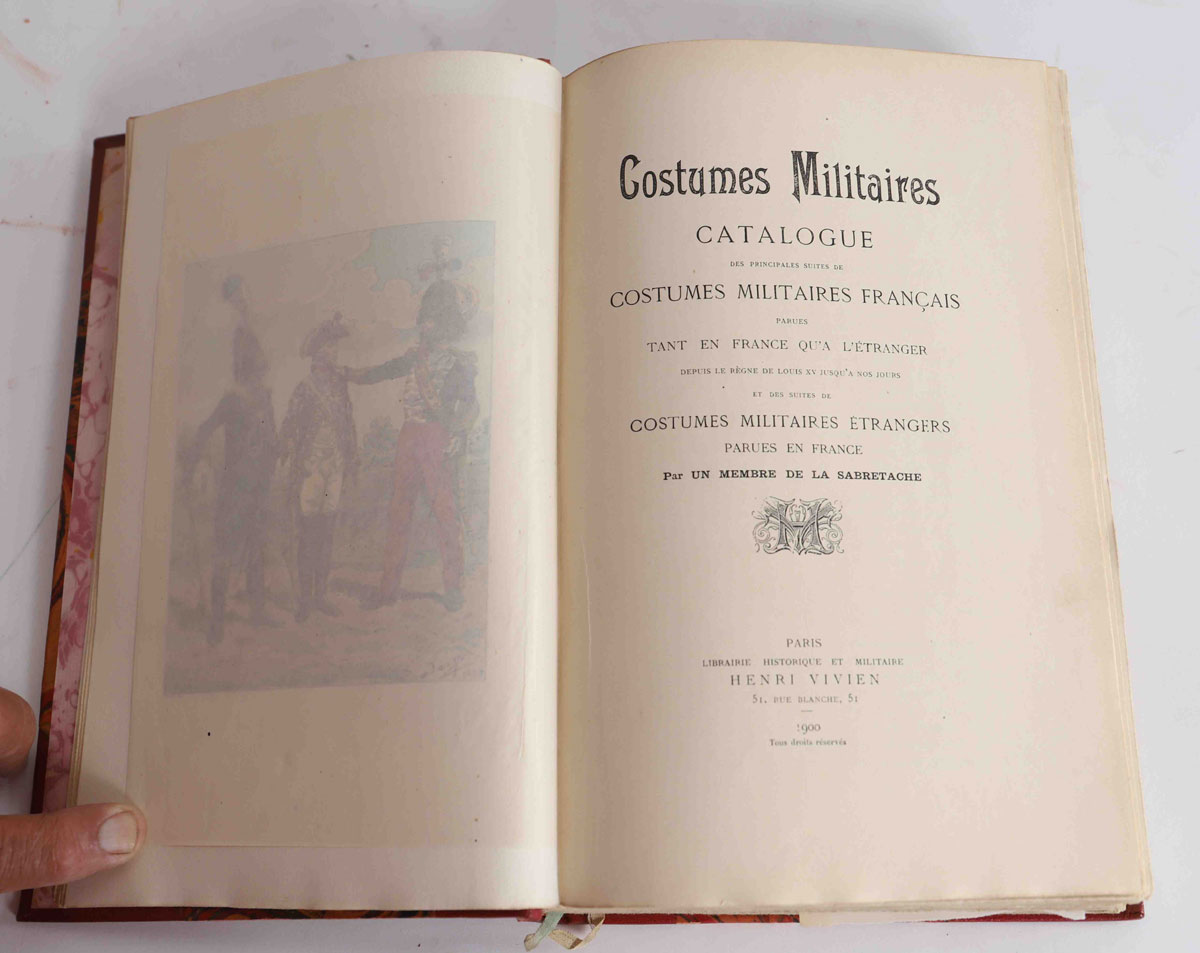 Costumes Militaires
CATALOGUE
DES PRINCIPALES SUITES DE
COSTUMES MILITAIRES FRANÇAIS
PARUES
TANT EN FRANCE QU'A L'ÉTRANGER
DEPUIS LE RÈGNE DE LOUIS XV JUSQU'A NOS JOURS
ET DES SUITES DE
COSTUMES MILITAIRES ÉTRANGERS
PARUES EN FRANCE
Par UN MEMBRE DE LA SABRETACHE
PARIS
LIBRAIRIE HISTORIQUE ET MILITAIRE
HENRI VIVIEN
51, RUE BLANCHE, 51
1900
Tous droits réservés